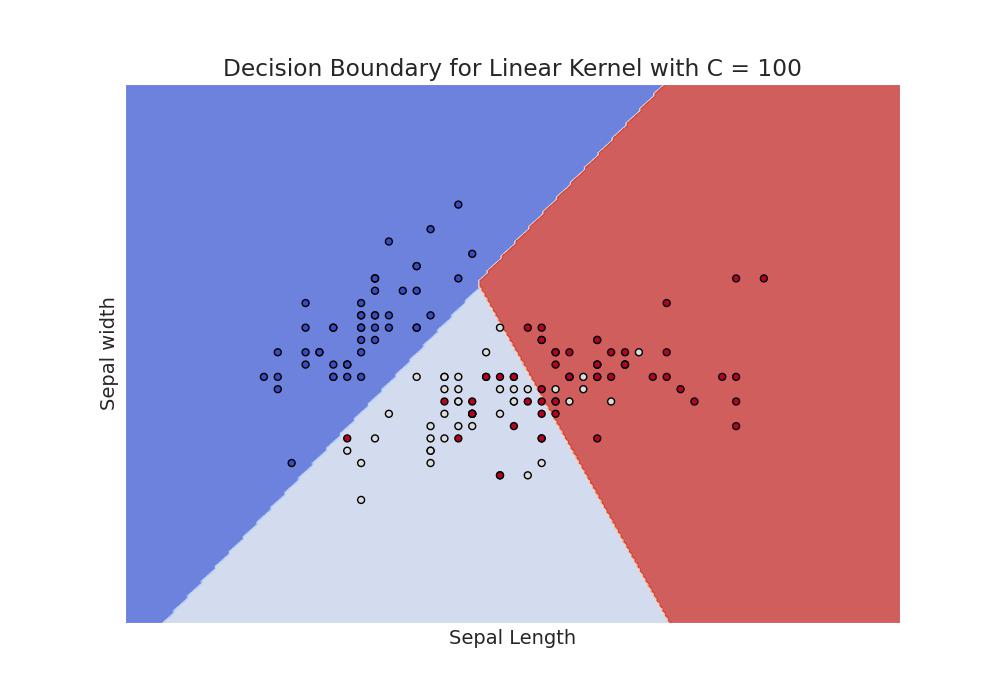 Decision Boundary for Linear Kernel with C = 100
Sepal width
Sepal Length